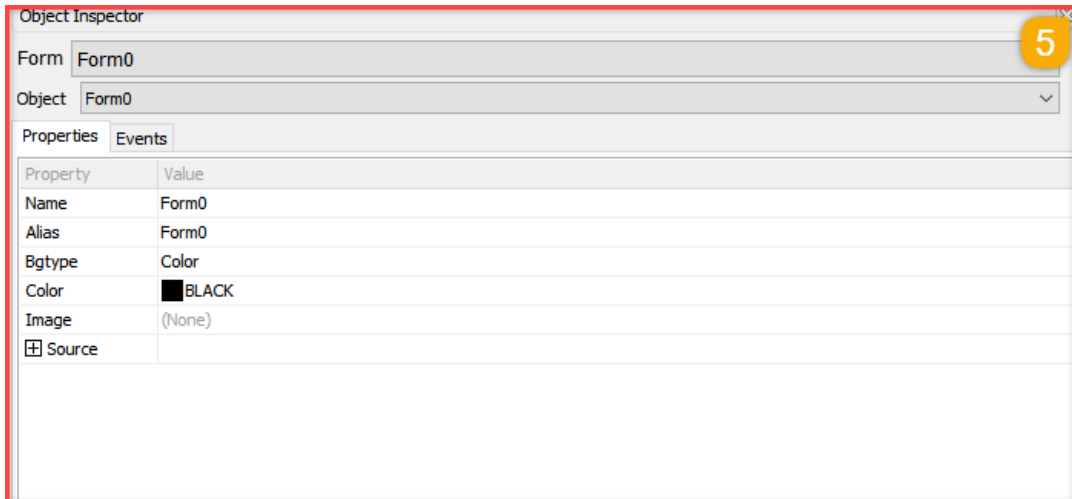 Object Inspector
5
Form Form0
Object Form0
Properties Events
Property Value
Name Form0
Alias Form0
Bgtype Color
Color BLACK
Image (None)
Source